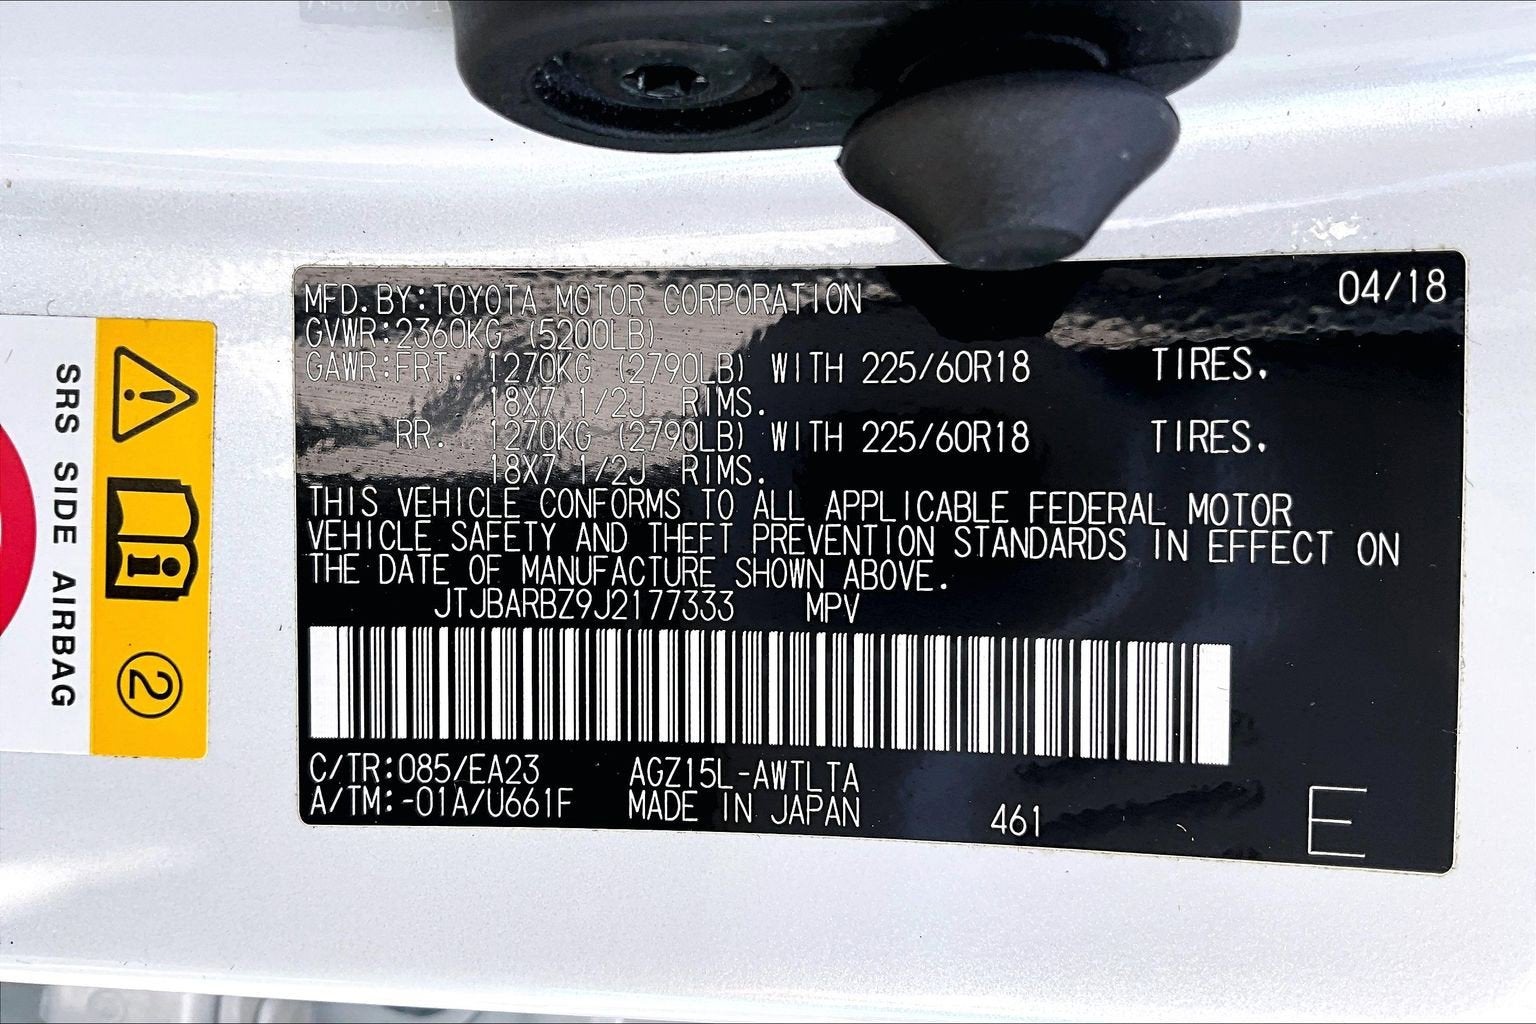 MFD.BY:TOYOTA MOTOR CORPORATION 04/18
GVWR:2360KG (5200LB)
GAWR:FRT. 1270KG (2790LB) WITH 225/60R18 TIRES.
18X7 1/2J RIMS.
RR. 1270KG (2790LB) WITH 225/60R18 TIRES.
18X7 1/2J RIMS.
THIS VEHICLE CONFORMS TO ALL APPLICABLE FEDERAL MOTOR
VEHICLE SAFETY AND THEFT PREVENTION STANDARDS IN EFFECT ON
THE DATE OF MANUFACTURE SHOWN ABOVE.
JTJBARBZ9J2177333 MPV
C/TR:085/EA23 AGZ15L-AWTLTA
A/TM:-01A/U661F MADE IN JAPAN 461 E
SRS SIDE AIRBAG
2